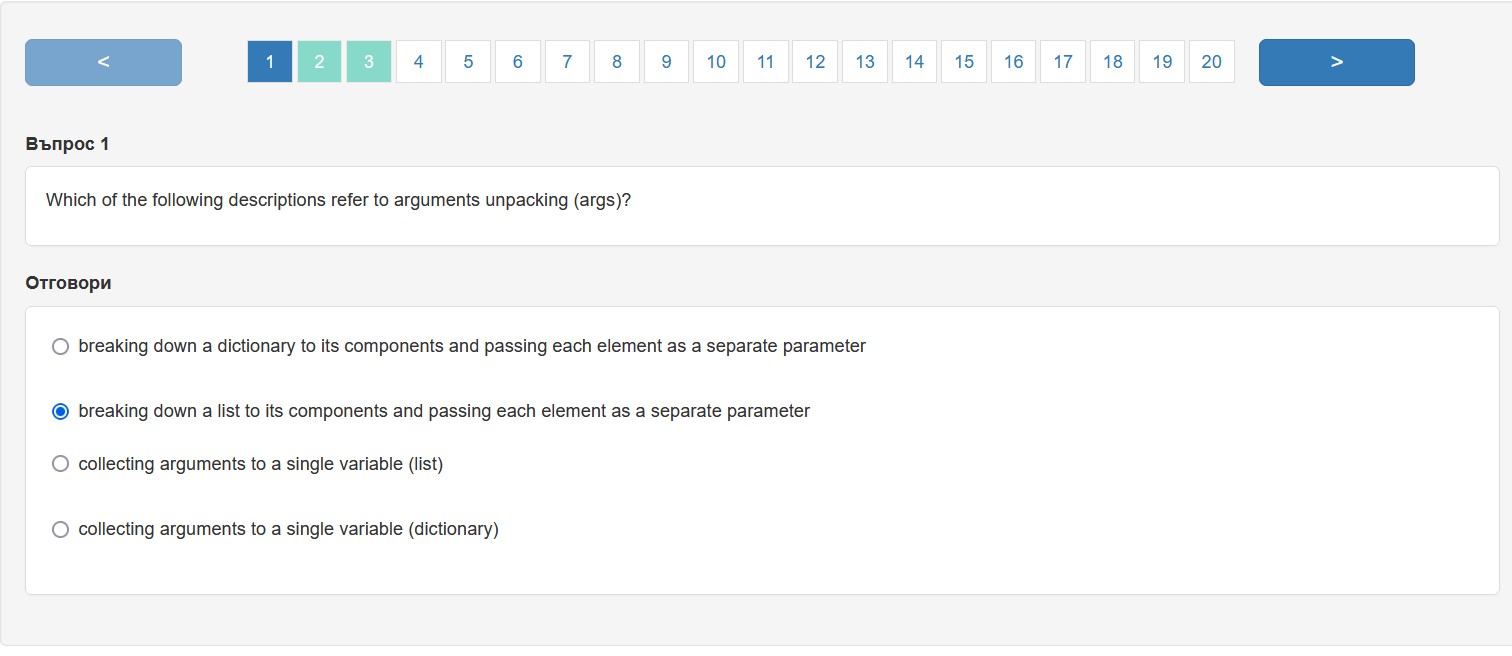 < 1 2 3 4 5 6 7 8 9 10 11 12 13 14 15 16 17 18 19 20 >
Въпрос 1
Which of the following descriptions refer to arguments unpacking (args)?
Отговори
breaking down a dictionary to its components and passing each element as a separate parameter
breaking down a list to its components and passing each element as a separate parameter
collecting arguments to a single variable (list)
collecting arguments to a single variable (dictionary)